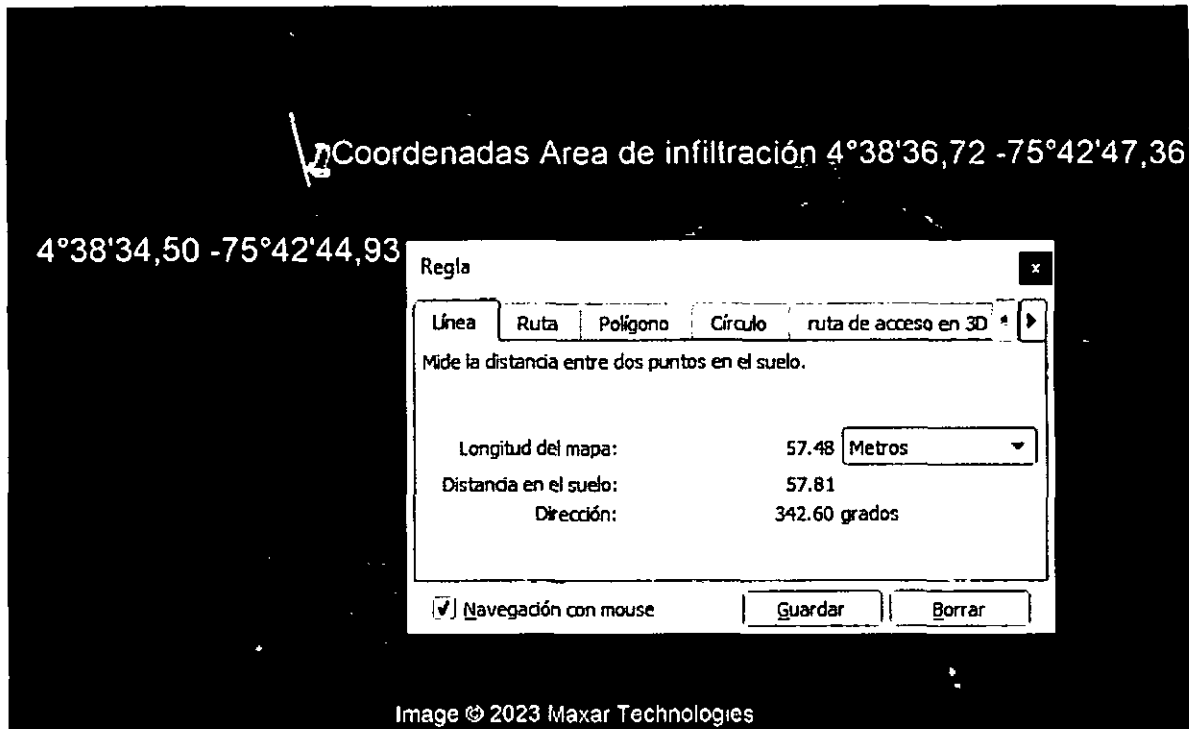 Coordenadas Area de infiltración 4°38'36,72 -75°42'47,36
4°38'34,50 -75°42'44,93
Regla
Línea Ruta Polígono Círculo ruta de acceso en 3D
Mide la distancia entre dos puntos en el suelo.
Longitud del mapa: 57.48 Metros
Distancia en el suelo: 57.81
Dirección: 342.60 grados
Navegación con mouse Guardar Borrar
Image © 2023 Maxar Technologies